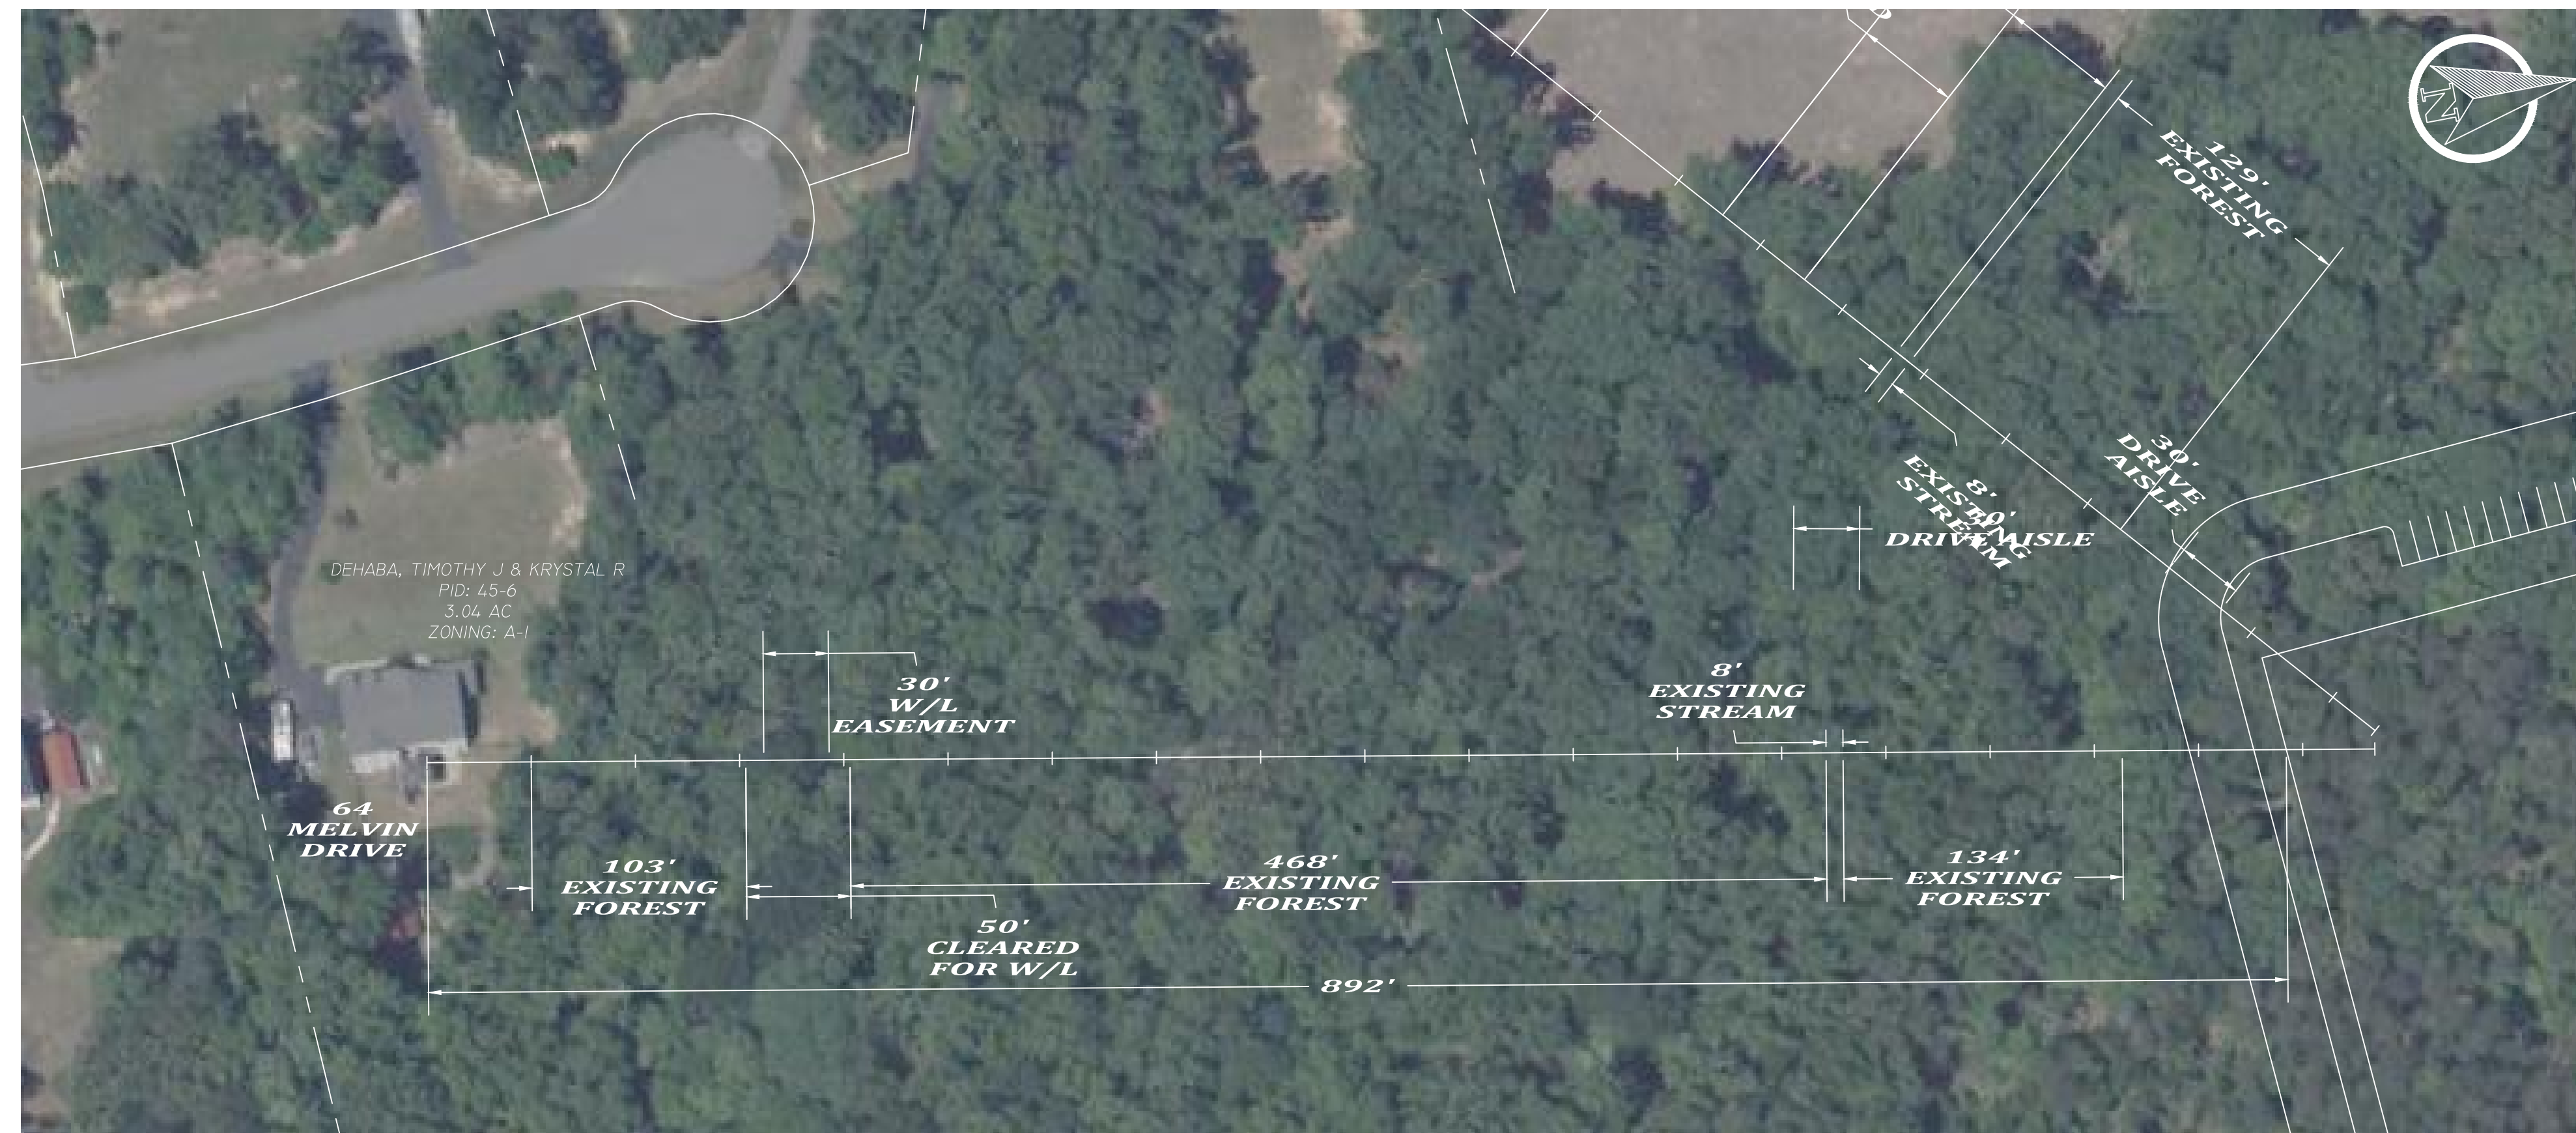 N
129'
EXISTING
FOREST
30'
DRIVE
AISLE
8'
EXISTING
STREAM
30'
DRIVE AISLE
DEHABA, TIMOTHY J & KRYSTAL R
PID: 45-6
3.04 AC
ZONING: A-1
30'
W/L
EASEMENT
8'
EXISTING
STREAM
64
MELVIN
DRIVE
103'
EXISTING
FOREST
468'
EXISTING
FOREST
134'
EXISTING
FOREST
50'
CLEARED
FOR W/L
892'